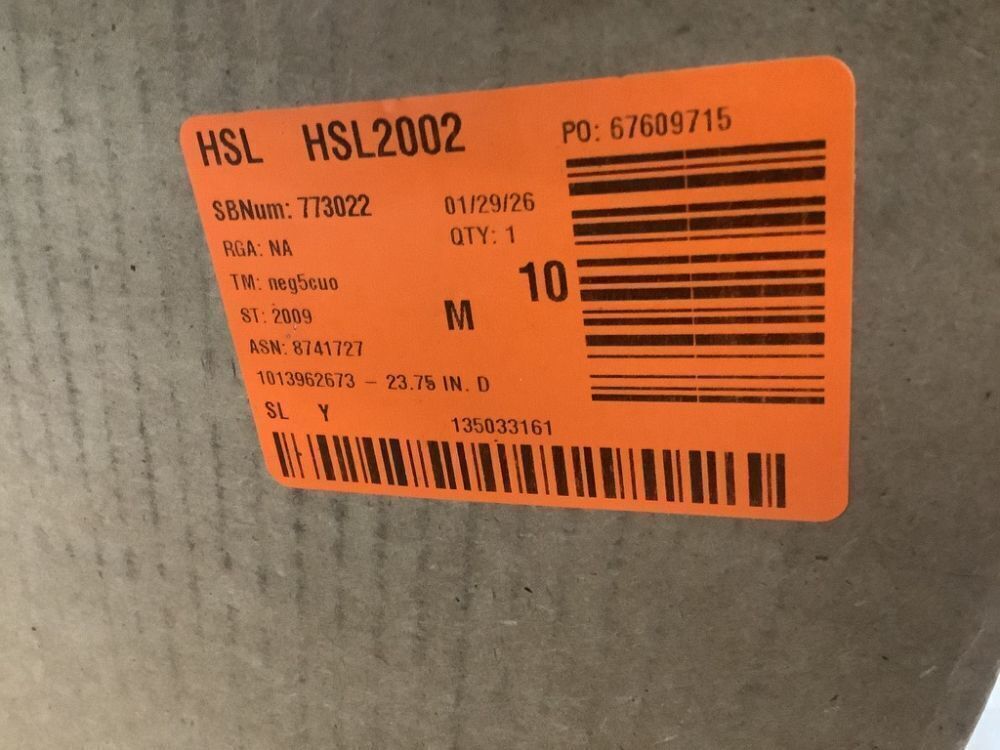 HSL HSL2002
PO: 67609715
SBNum: 773022 01/29/26
RGA: NA QTY: 1
TM: neg5cuo 10
ST: 2009 M
ASN: 8741727
1013962673 - 23.75 IN. D
SL Y 135033161